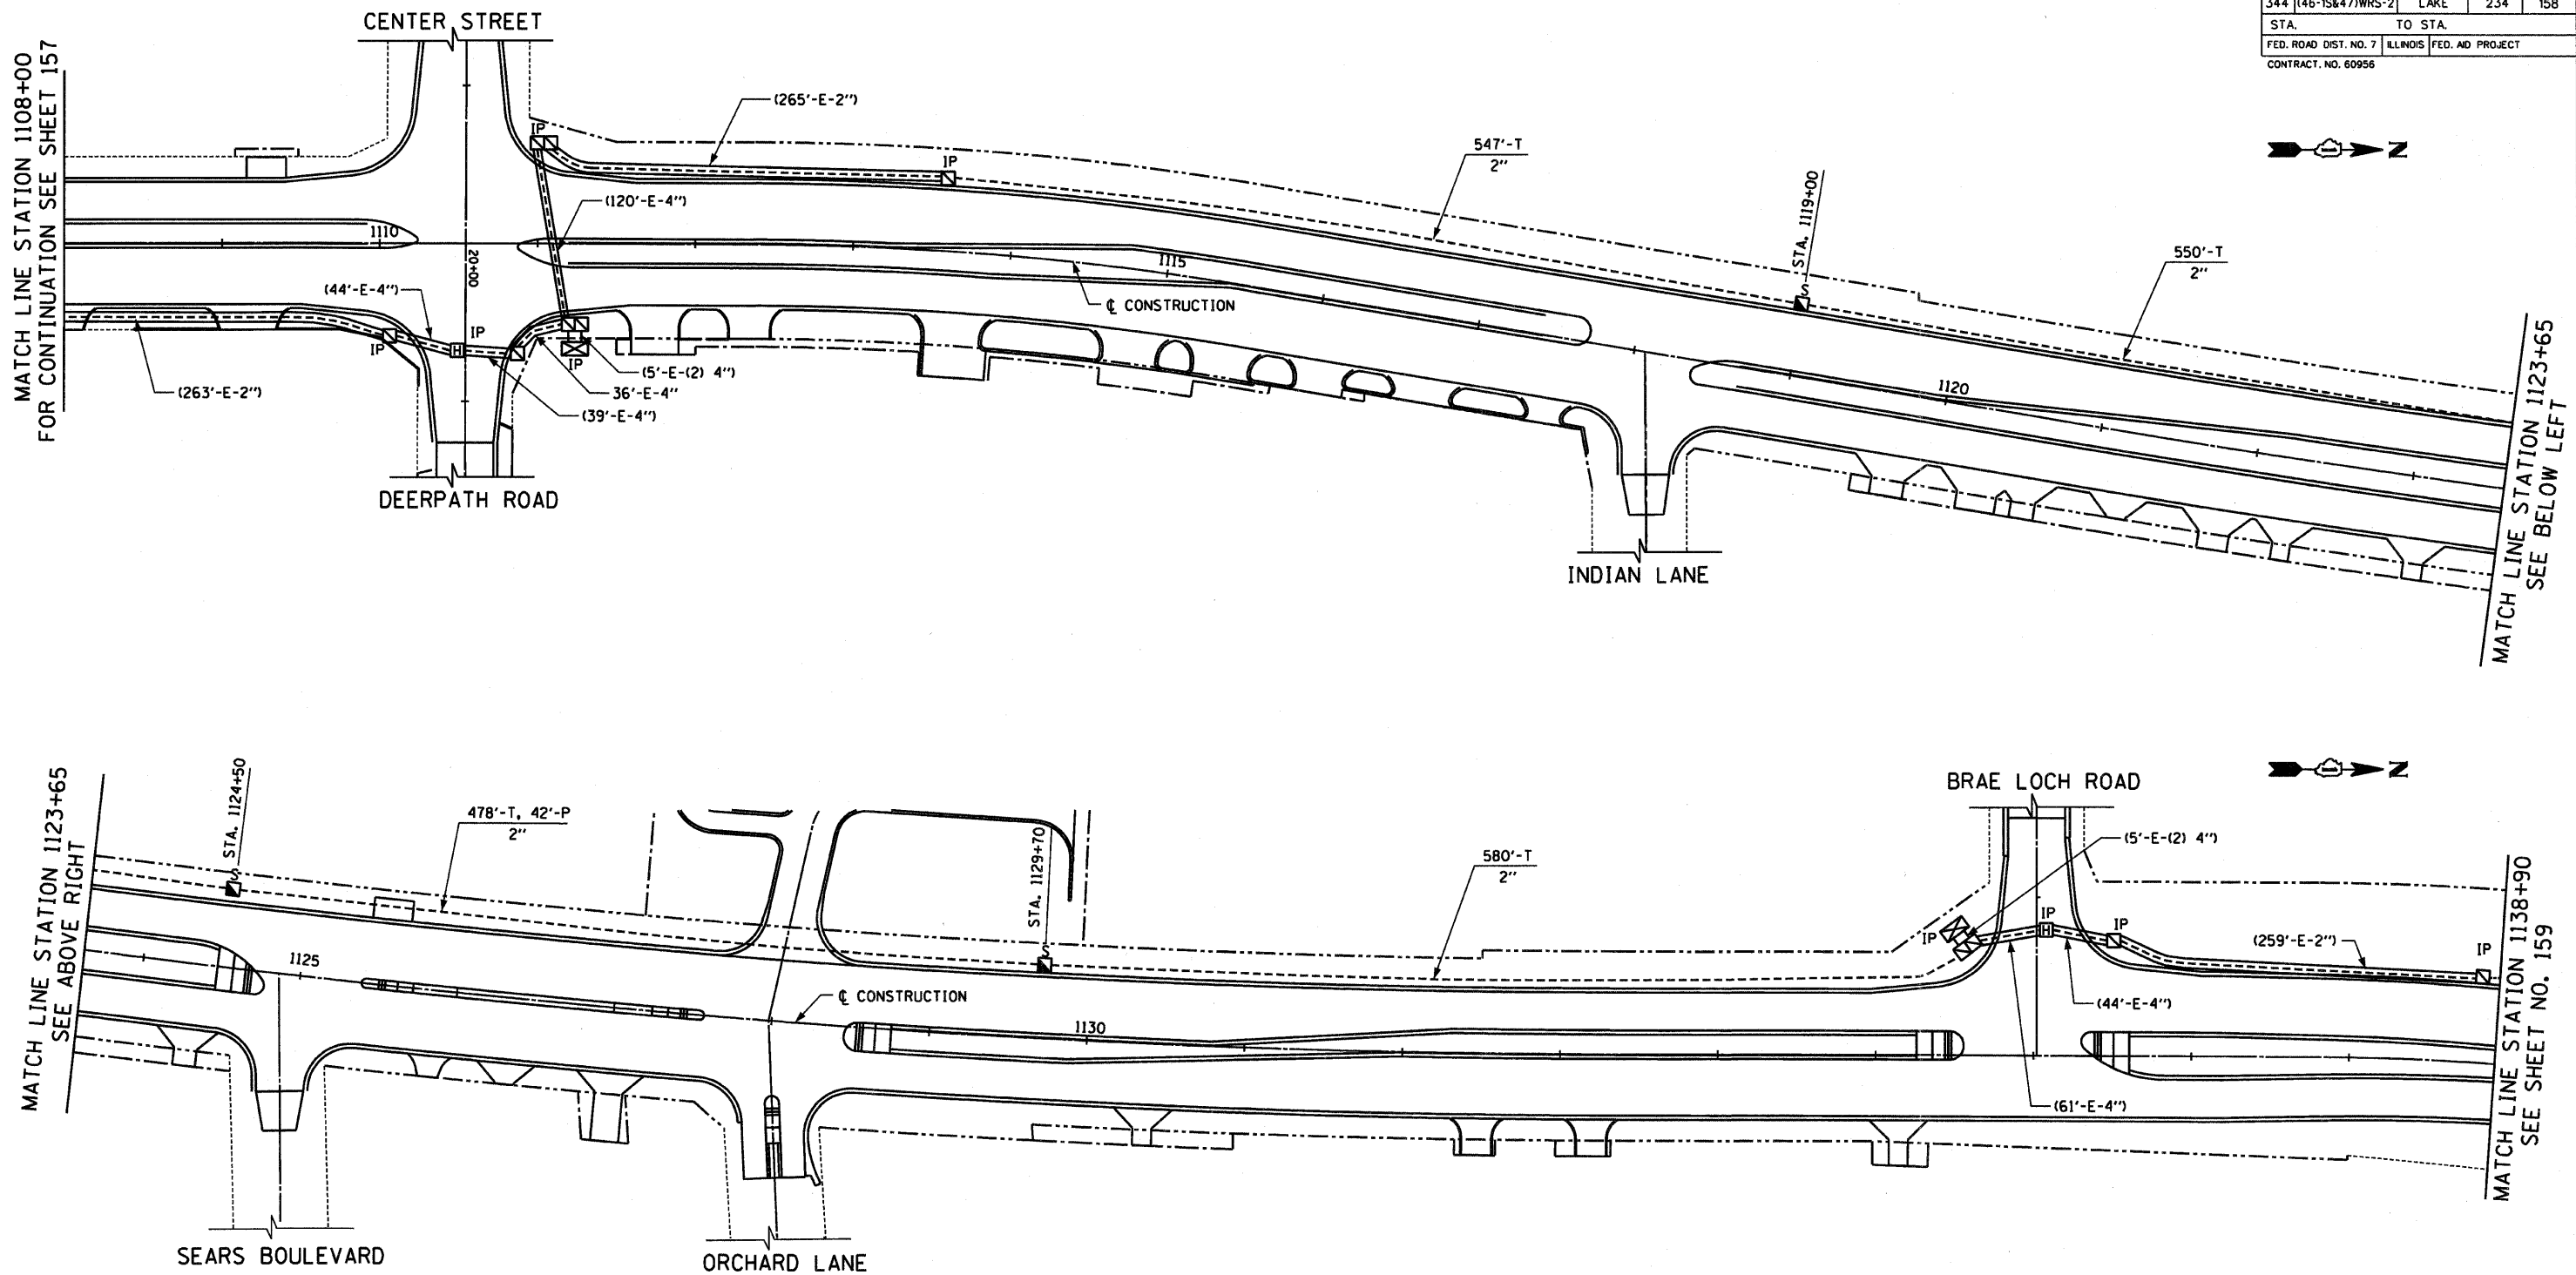 344 (46-1S&47)WRS-2 LAKE 234 158
STA. TO STA.
FED. ROAD DIST. NO. 7 ILLINOIS FED. AID PROJECT
CONTRACT. NO. 60956
CENTER STREET
MATCH LINE STATION 1108+00
FOR CONTINUATION SEE SHEET 157
IP
(265'-E-2")
IP
547'-T
2"
N
STA. 1119+00
S
(120'-E-4")
1110
20+00
1115
℄ CONSTRUCTION
550'-T
2"
(44'-E-4")
IP
H
IP
IP
(5'-E-(2) 4")
36'-E-4"
(39'-E-4")
(263'-E-2")
1120
DEERPATH ROAD
INDIAN LANE
MATCH LINE STATION 1123+65
SEE BELOW LEFT
MATCH LINE STATION 1123+65
SEE ABOVE RIGHT
STA. 1124+50
S
478'-T, 42'-P
2"
STA. 1129+70
S
580'-T
2"
BRAE LOCH ROAD
N
(5'-E-(2) 4")
IP
IP
H
IP
(259'-E-2")
IP
1125
℄ CONSTRUCTION
1130
(44'-E-4")
(61'-E-4")
MATCH LINE STATION 1138+90
SEE SHEET NO. 159
SEARS BOULEVARD
ORCHARD LANE